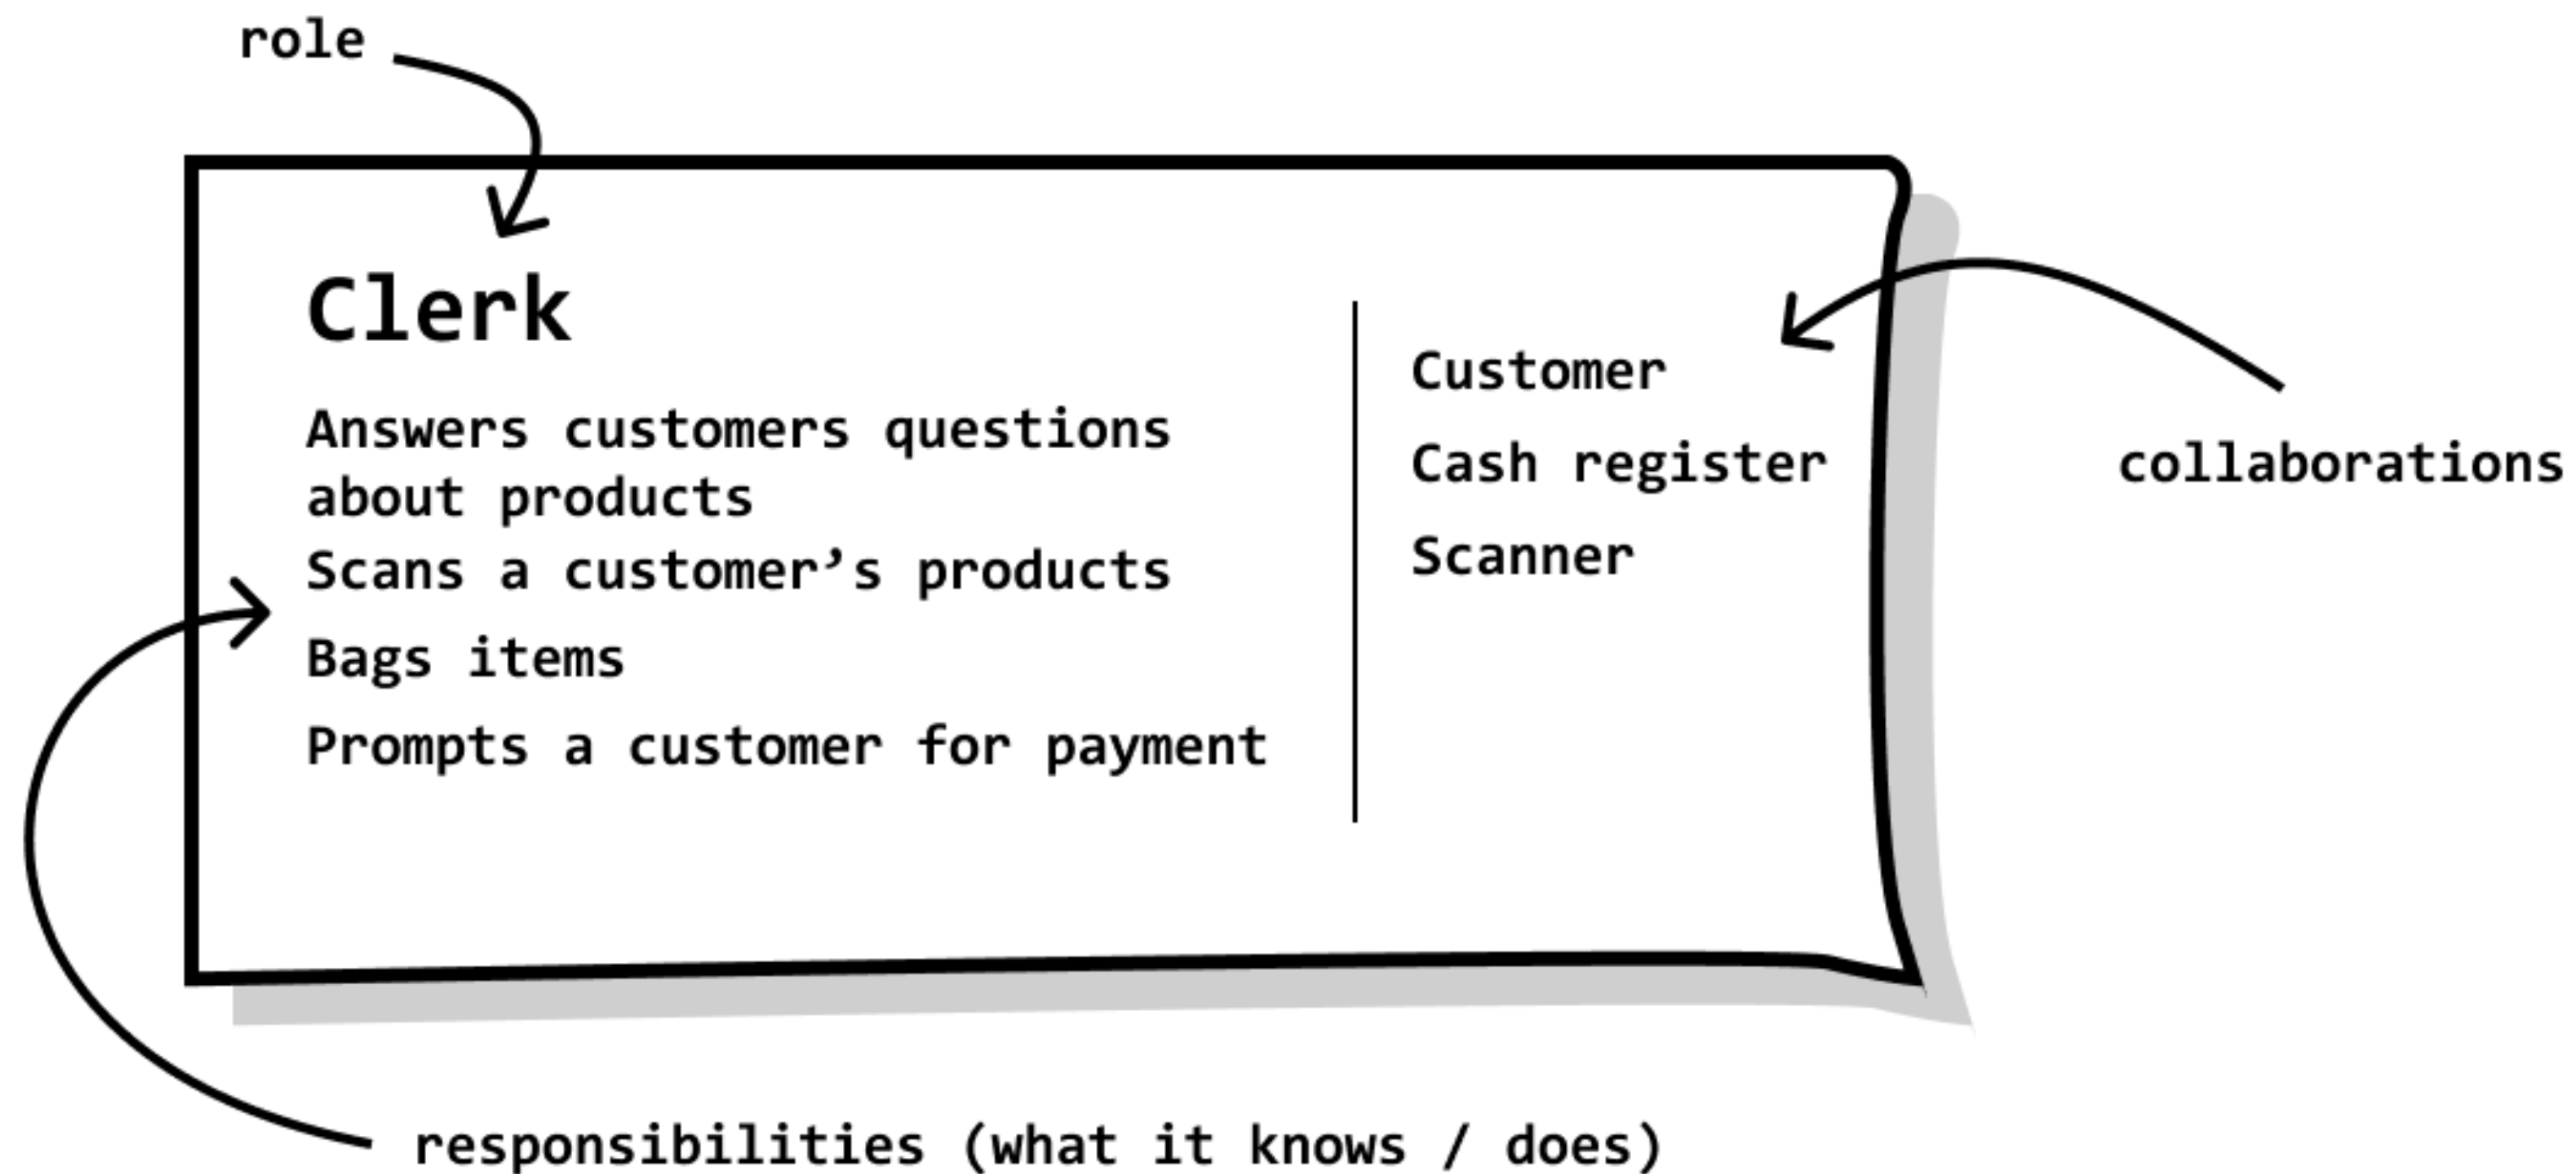 role
Clerk
Answers customers questions
about products
Scans a customer’s products
Bags items
Prompts a customer for payment
Customer
Cash register
Scanner
collaborations
responsibilities (what it knows / does)